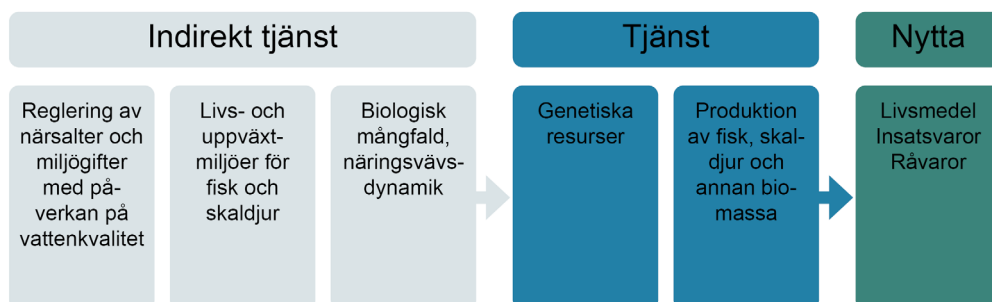 Indirekt tjänst
Tjänst
Nytta
Reglering av
närsalter och
miljögifter
med på-
verkan på
vattenkvalitet
Livs- och
uppväxt-
miljöer för
fisk och
skaldjur
Biologisk
mångfald,
näringsvävs-
dynamik
Genetiska
resurser
Produktion
av fisk, skal-
djur och
annan bio-
massa
Livsmedel
Insatsvaror
Råvaror